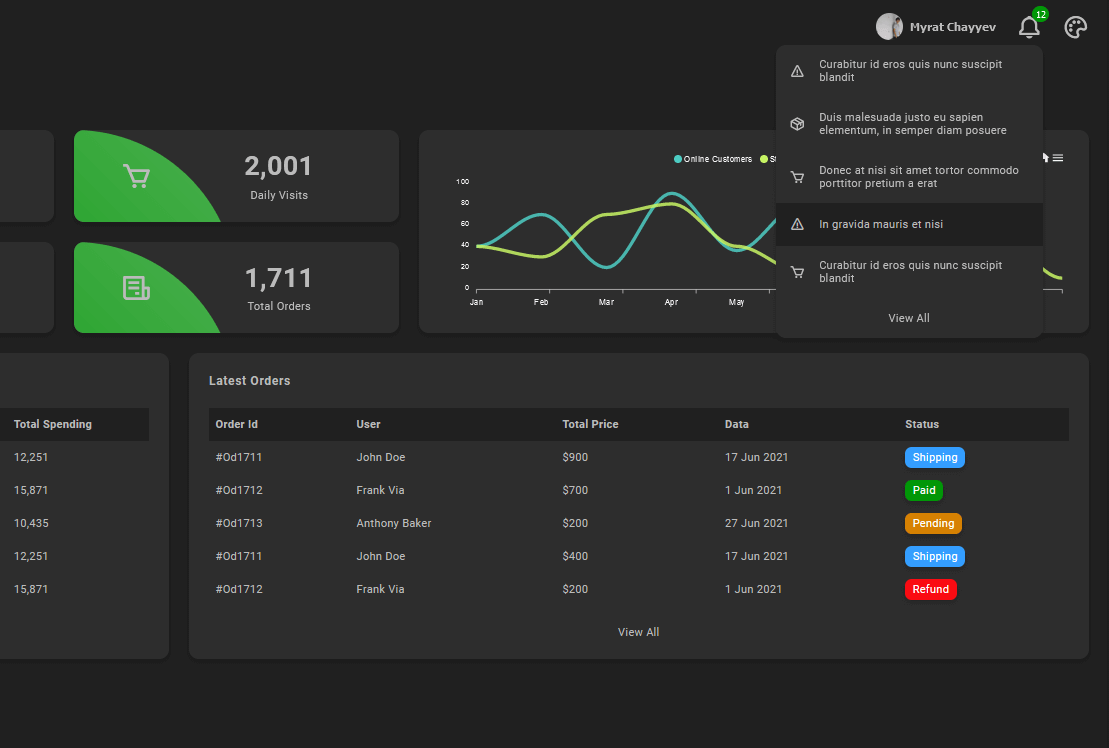 Myrat Chayyev
12
Curabitur id eros quis nunc suscipit
blandit
Duis malesuada justo eu sapien
elementum, in semper diam posuere
Donec at nisi sit amet tortor commodo
porttitor pretium a erat
In gravida mauris et nisi
Curabitur id eros quis nunc suscipit
blandit
View All
2,001
Daily Visits
1,711
Total Orders
Online Customers
100
80
60
40
20
0
Jan Feb Mar Apr May
Total Spending
12,251
15,871
10,435
12,251
15,871
Latest Orders
Order Id User Total Price Data Status
#Od1711 John Doe $900 17 Jun 2021 Shipping
#Od1712 Frank Via $700 1 Jun 2021 Paid
#Od1713 Anthony Baker $200 27 Jun 2021 Pending
#Od1711 John Doe $400 17 Jun 2021 Shipping
#Od1712 Frank Via $200 1 Jun 2021 Refund
View All